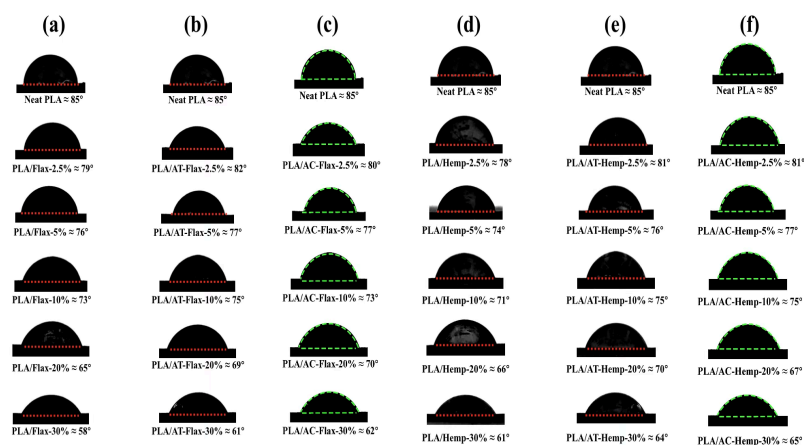 (a) (b) (c) (d) (e) (f)
Neat PLA ≈ 85° Neat PLA ≈ 85° Neat PLA ≈ 85° Neat PLA ≈ 85° Neat PLA ≈ 85° Neat PLA ≈ 85°
PLA/Flax-2.5% ≈ 79° PLA/AT-Flax-2.5% ≈ 82° PLA/AC-Flax-2.5% ≈ 80° PLA/Hemp-2.5% ≈ 78° PLA/AT-Hemp-2.5% ≈ 81° PLA/AC-Hemp-2.5% ≈ 81°
PLA/Flax-5% ≈ 76° PLA/AT-Flax-5% ≈ 77° PLA/AC-Flax-5% ≈ 77° PLA/Hemp-5% ≈ 74° PLA/AT-Hemp-5% ≈ 76° PLA/AC-Hemp-5% ≈ 77°
PLA/Flax-10% ≈ 73° PLA/AT-Flax-10% ≈ 75° PLA/AC-Flax-10% ≈ 73° PLA/Hemp-10% ≈ 71° PLA/AT-Hemp-10% ≈ 75° PLA/AC-Hemp-10% ≈ 75°
PLA/Flax-20% ≈ 65° PLA/AT-Flax-20% ≈ 69° PLA/AC-Flax-20% ≈ 70° PLA/Hemp-20% ≈ 66° PLA/AT-Hemp-20% ≈ 70° PLA/AC-Hemp-20% ≈ 67°
PLA/Flax-30% ≈ 58° PLA/AT-Flax-30% ≈ 61° PLA/AC-Flax-30% ≈ 62° PLA/Hemp-30% ≈ 61° PLA/AT-Hemp-30% ≈ 64° PLA/AC-Hemp-30% ≈ 65°